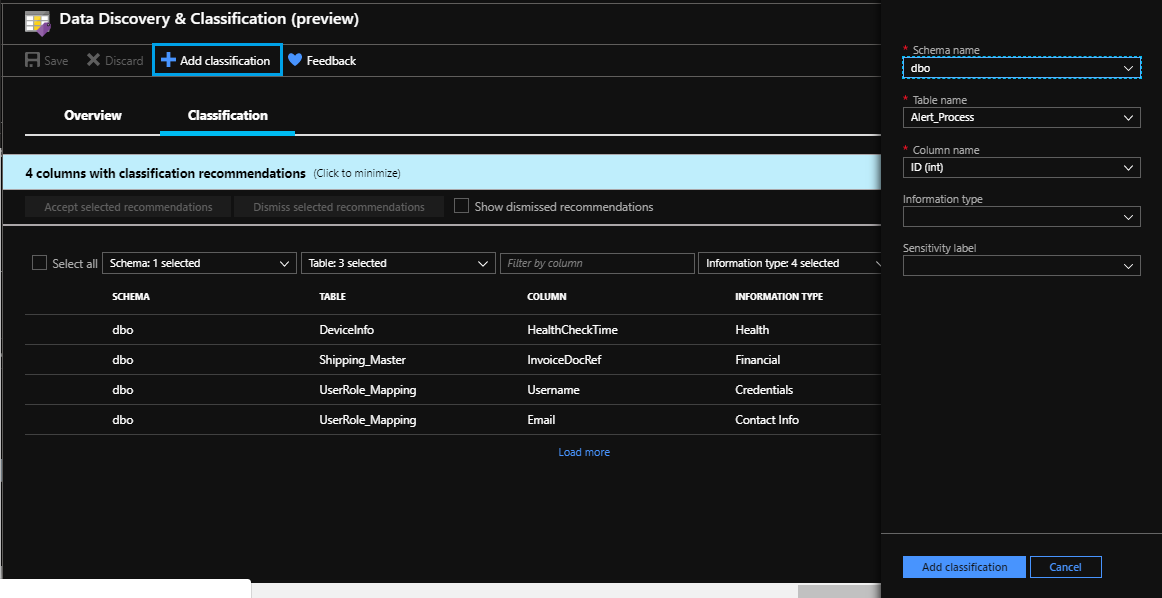 Data Discovery & Classification (preview)
Save Discard Add classification Feedback
Overview Classification
4 columns with classification recommendations (Click to minimize)
Accept selected recommendations Dismiss selected recommendations Show dismissed recommendations
Select all Schema: 1 selected Table: 3 selected Filter by column Information type: 4 selected
SCHEMA TABLE COLUMN INFORMATION TYPE
dbo DeviceInfo HealthCheckTime Health
dbo Shipping_Master InvoiceDocRef Financial
dbo UserRole_Mapping Username Credentials
dbo UserRole_Mapping Email Contact Info
Load more
* Schema name
dbo
* Table name
Alert_Process
* Column name
ID (int)
Information type
Sensitivity label
Add classification Cancel